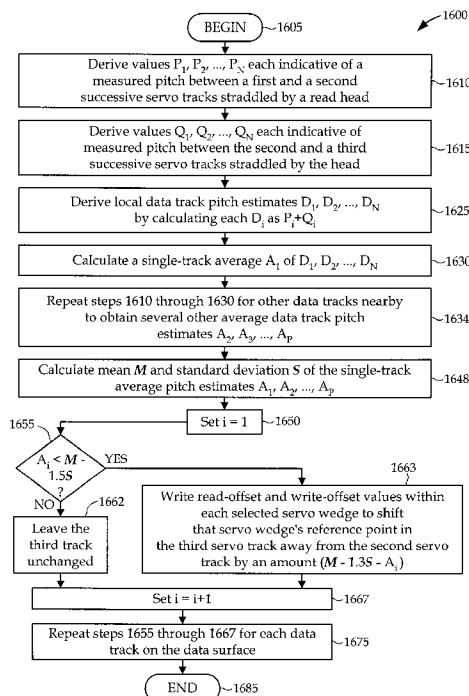 1600
BEGIN
1605
Derive values P1, P2, ..., PN each indicative of a
measured pitch between a first and a second
successive servo tracks straddled by a read head
1610
Derive values Q1, Q2, ..., QN each indicative of
measured pitch between the second and a third
successive servo tracks straddled by the head
1615
Derive local data track pitch estimates D1, D2, ..., DN
by calculating each Di as Pi+Qi
1625
Calculate a single-track average A1 of D1, D2, ..., DN
1630
Repeat steps 1610 through 1630 for other data tracks nearby
to obtain several other average data track pitch
estimates A2, A3, ..., AP
1634
Calculate mean M and standard deviation S of the single-track
average pitch estimates A1, A2, ..., AP
1648
Set i = 1
1650
1655
Ai < M -
1.5S
?
YES
NO
1662
Leave the
third track
unchanged
1663
Write read-offset and write-offset values within
each selected servo wedge to shift
that servo wedge's reference point in
the third servo track away from the second servo
track by an amount (M - 1.3S - Ai)
Set i = i+1
1667
Repeat steps 1655 through 1667 for each data
track on the data surface
1675
END
1685